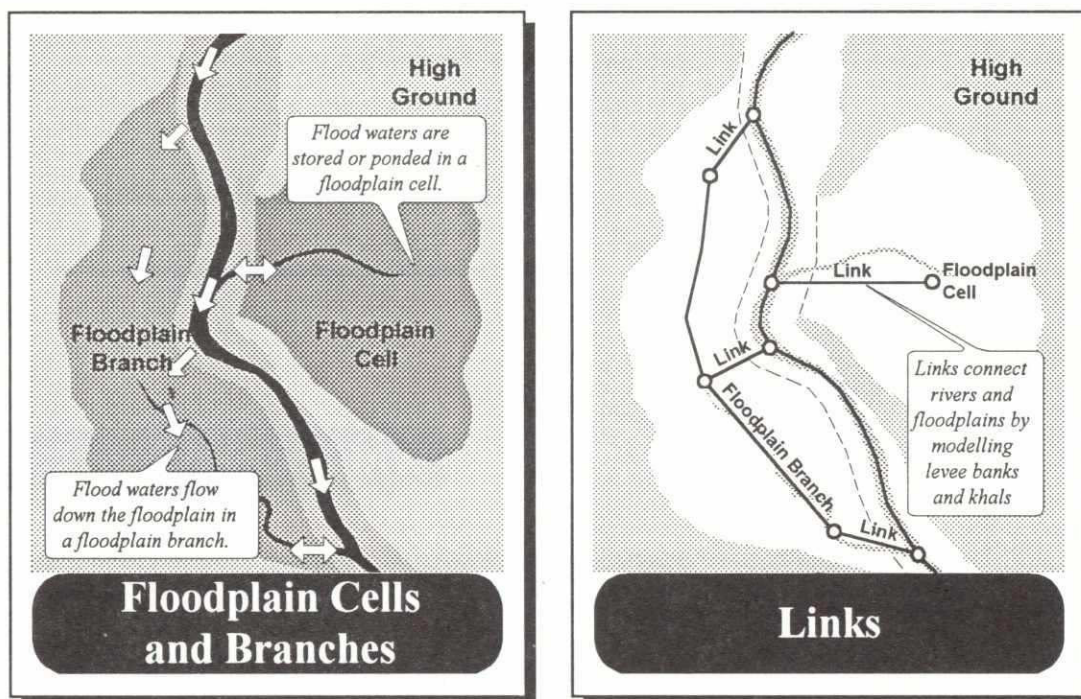 High
Ground
Flood waters are
stored or ponded in a
floodplain cell.
Floodplain
Branch
Floodplain
Cell
Flood waters flow
down the floodplain in
a floodplain branch.
Floodplain Cells
and Branches
High
Ground
Link
Link
Floodplain
Cell
Link
Links connect
rivers and
floodplains by
modelling
levee banks
and khals
Floodplain Branch
Link
Links